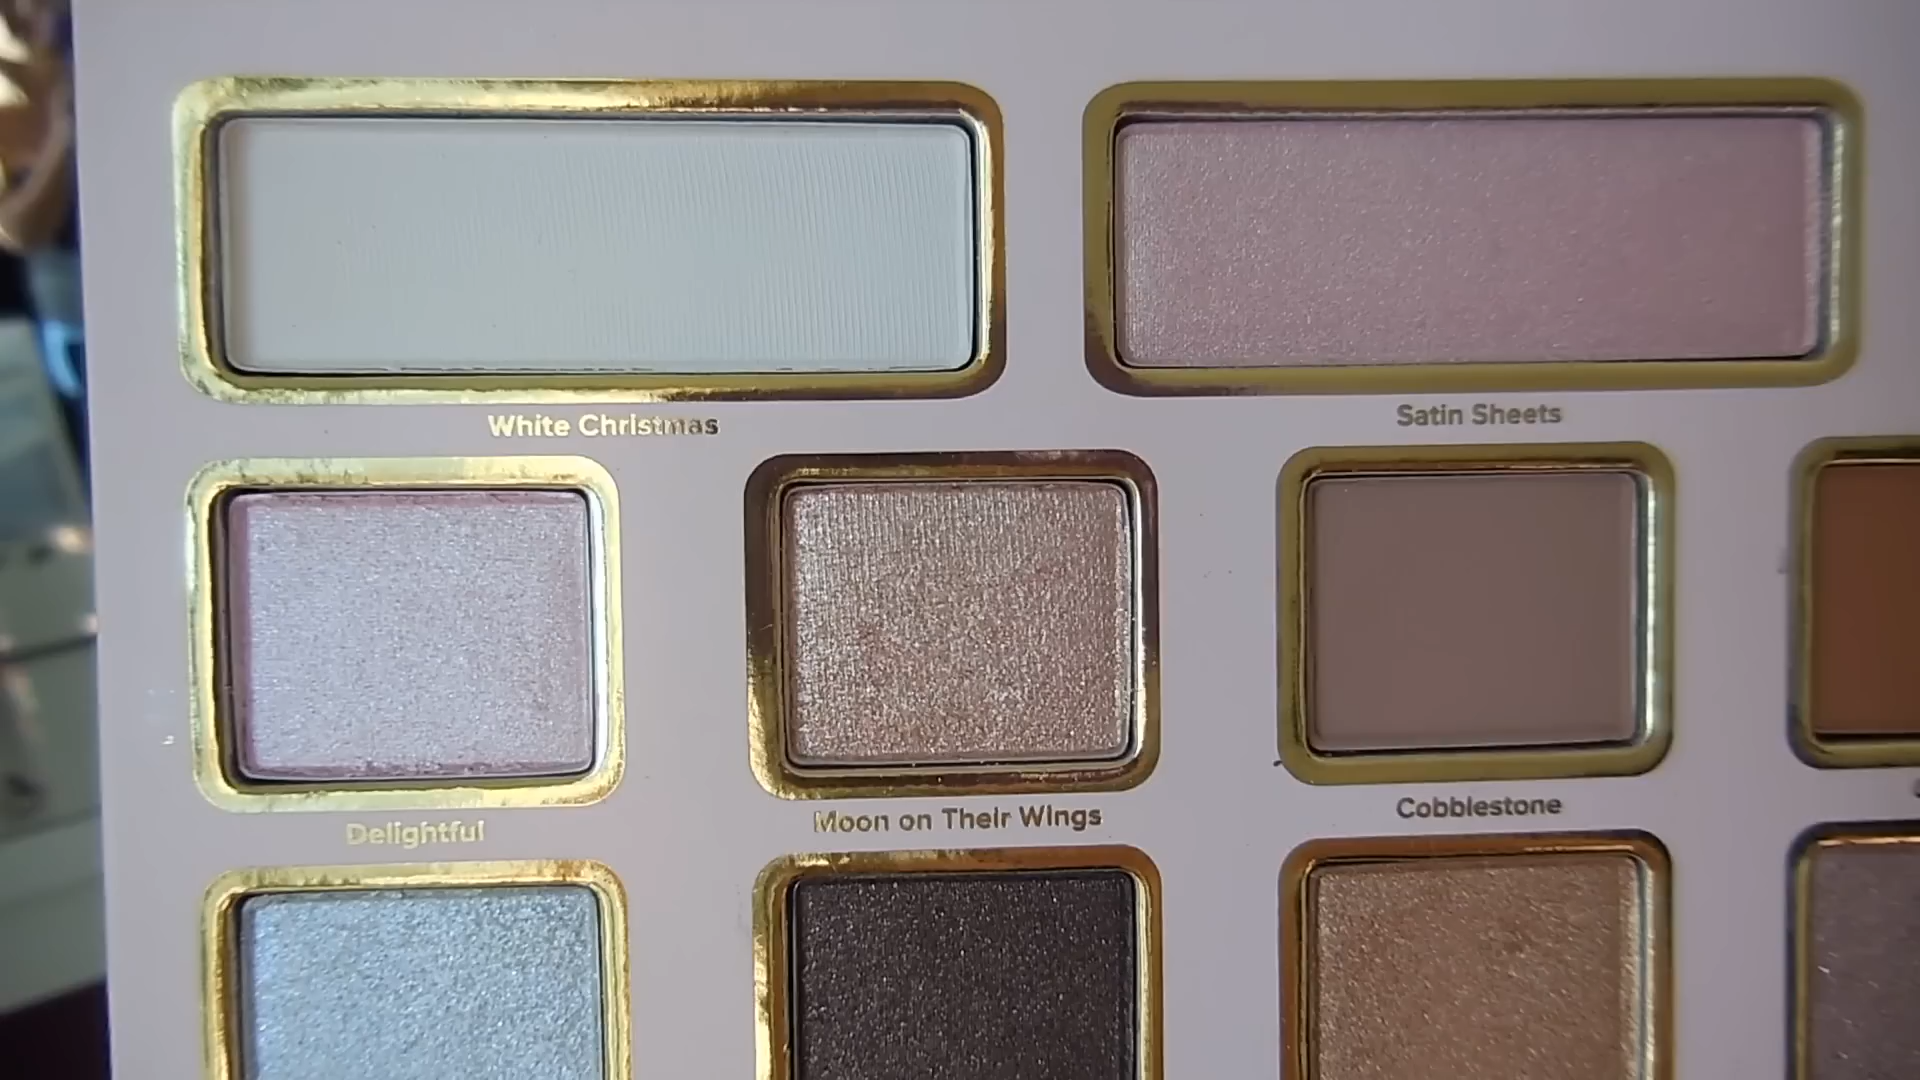 White Christmas
Satin Sheets
Delightful
Moon on Their Wings
Cobblestone